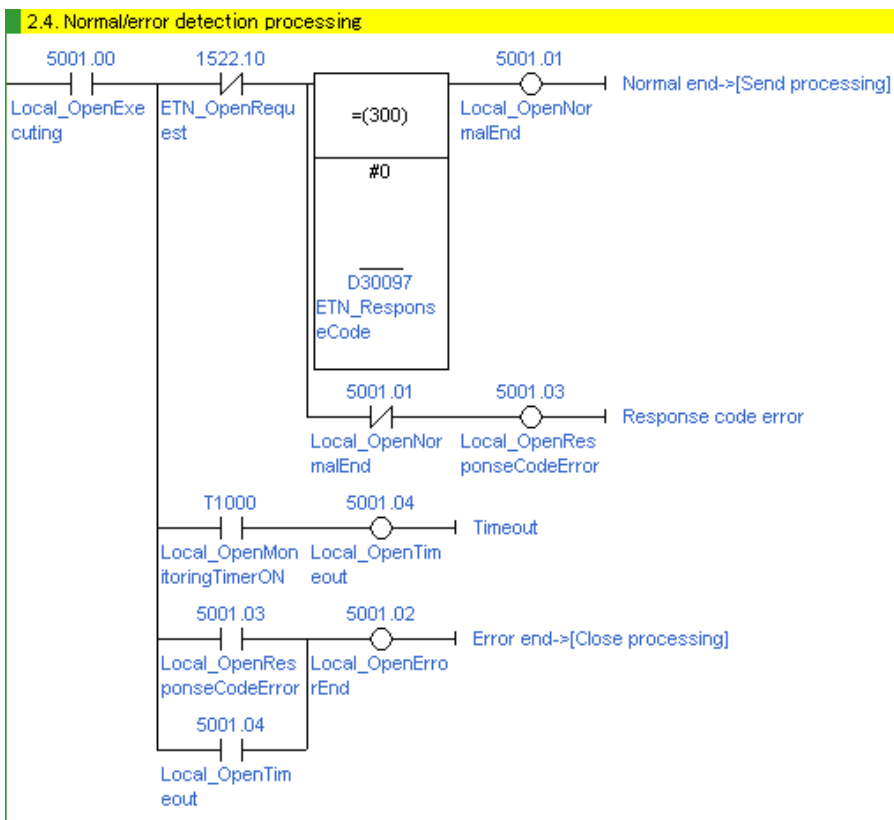 2.4. Normal/error detection processing
5001.00
1522.10
5001.01
Local_OpenExe
cuting
ETN_OpenRequ
est
=(300)
Local_OpenNor
malEnd
Normal end->[Send processing]
#0
D30097
ETN_Respons
eCode
5001.01
5001.03
Local_OpenNor
malEnd
Local_OpenRes
ponseCodeError
Response code error
T1000
5001.04
Local_OpenMon
itoringTimerON
Local_OpenTim
eout
Timeout
5001.03
5001.02
Local_OpenRes
ponseCodeError
Local_OpenErro
rEnd
Error end->[Close processing]
5001.04
Local_OpenTim
eout